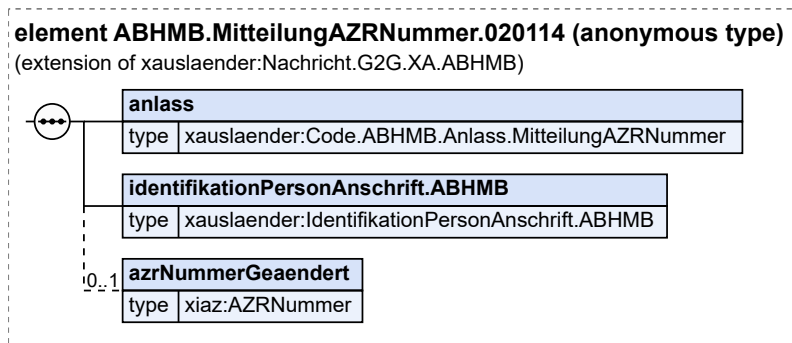 element ABHMB.MitteilungAZRNummer.020114 (anonymous type)
(extension of xauslaender:Nachricht.G2G.XA.ABHMB)
anlass
type xauslaender:Code.ABHMB.Anlass.MitteilungAZRNummer
identifikationPersonAnschrift.ABHMB
type xauslaender:IdentifikationPersonAnschrift.ABHMB
0..1
azrNummerGeaendert
type xiaz:AZRNummer